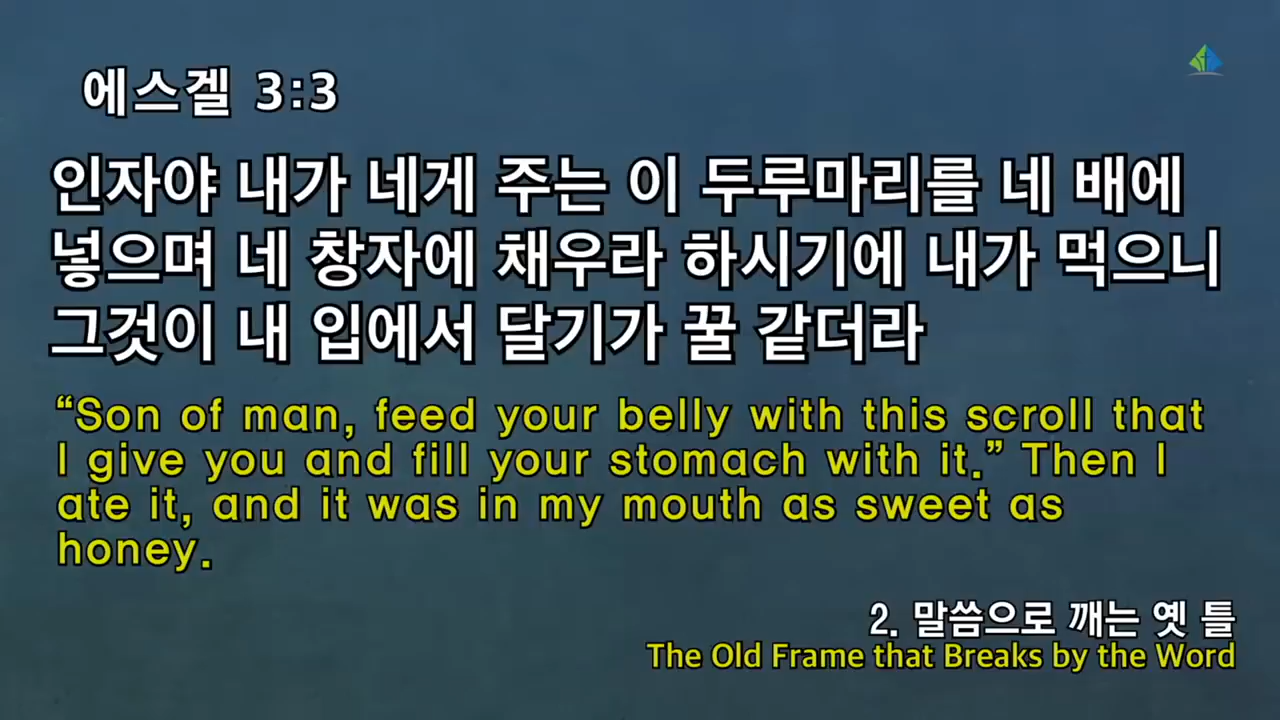 에스겔 3:3
인자야 내가 네게 주는 이 두루마리를 네 배에
넣으며 네 창자에 채우라 하시기에 내가 먹으니
그것이 내 입에서 달기가 꿀 같더라
“Son of man, feed your belly with this scroll that
I give you and fill your stomach with it.” Then I
ate it, and it was in my mouth as sweet as
honey.
2. 말씀으로 깨는 옛 틀
The Old Frame that Breaks by the Word